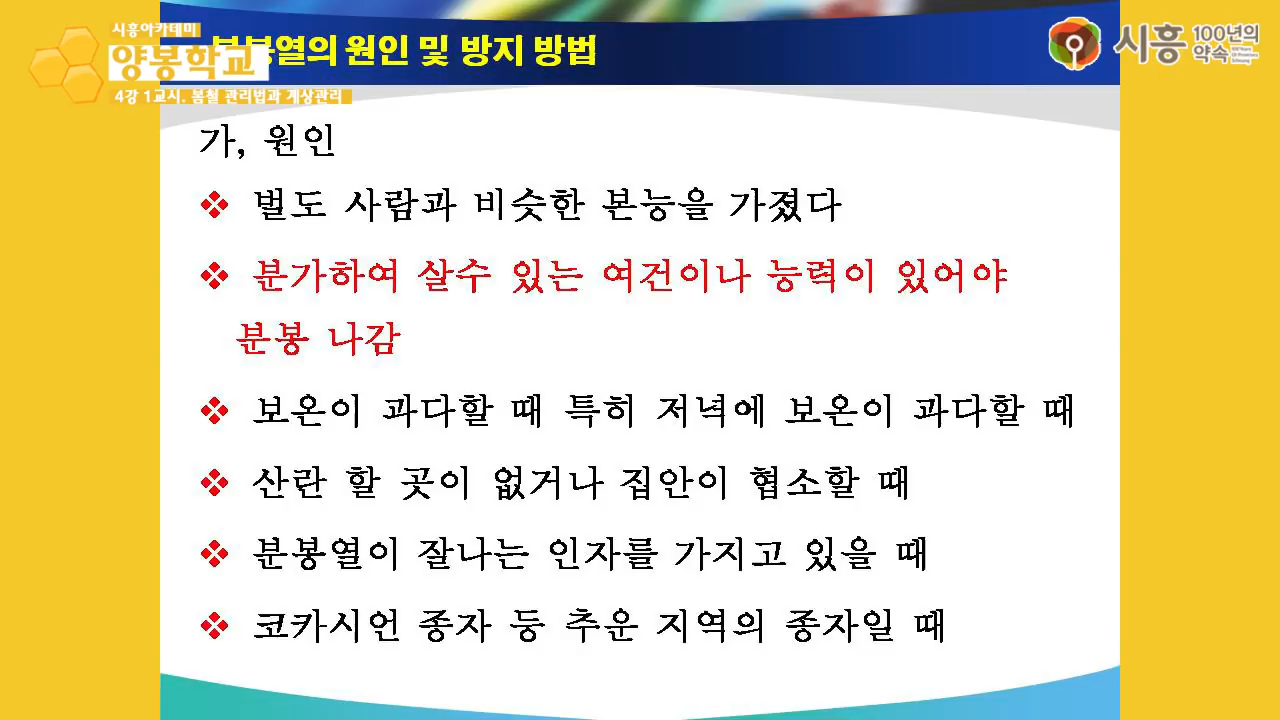 시흥아카데미
양봉학교
4강 1교시. 봄철 관리법과 계상관리
봉열의 원인 및 방지 방법
시흥 100년의 약속
가, 원인
❖ 벌도 사람과 비슷한 본능을 가졌다
❖ 분가하여 살수 있는 여건이나 능력이 있어야
분봉 나감
❖ 보온이 과다할 때 특히 저녁에 보온이 과다할 때
❖ 산란 할 곳이 없거나 집안이 협소할 때
❖ 분봉열이 잘나는 인자를 가지고 있을 때
❖ 코카시언 종자 등 추운 지역의 종자일 때